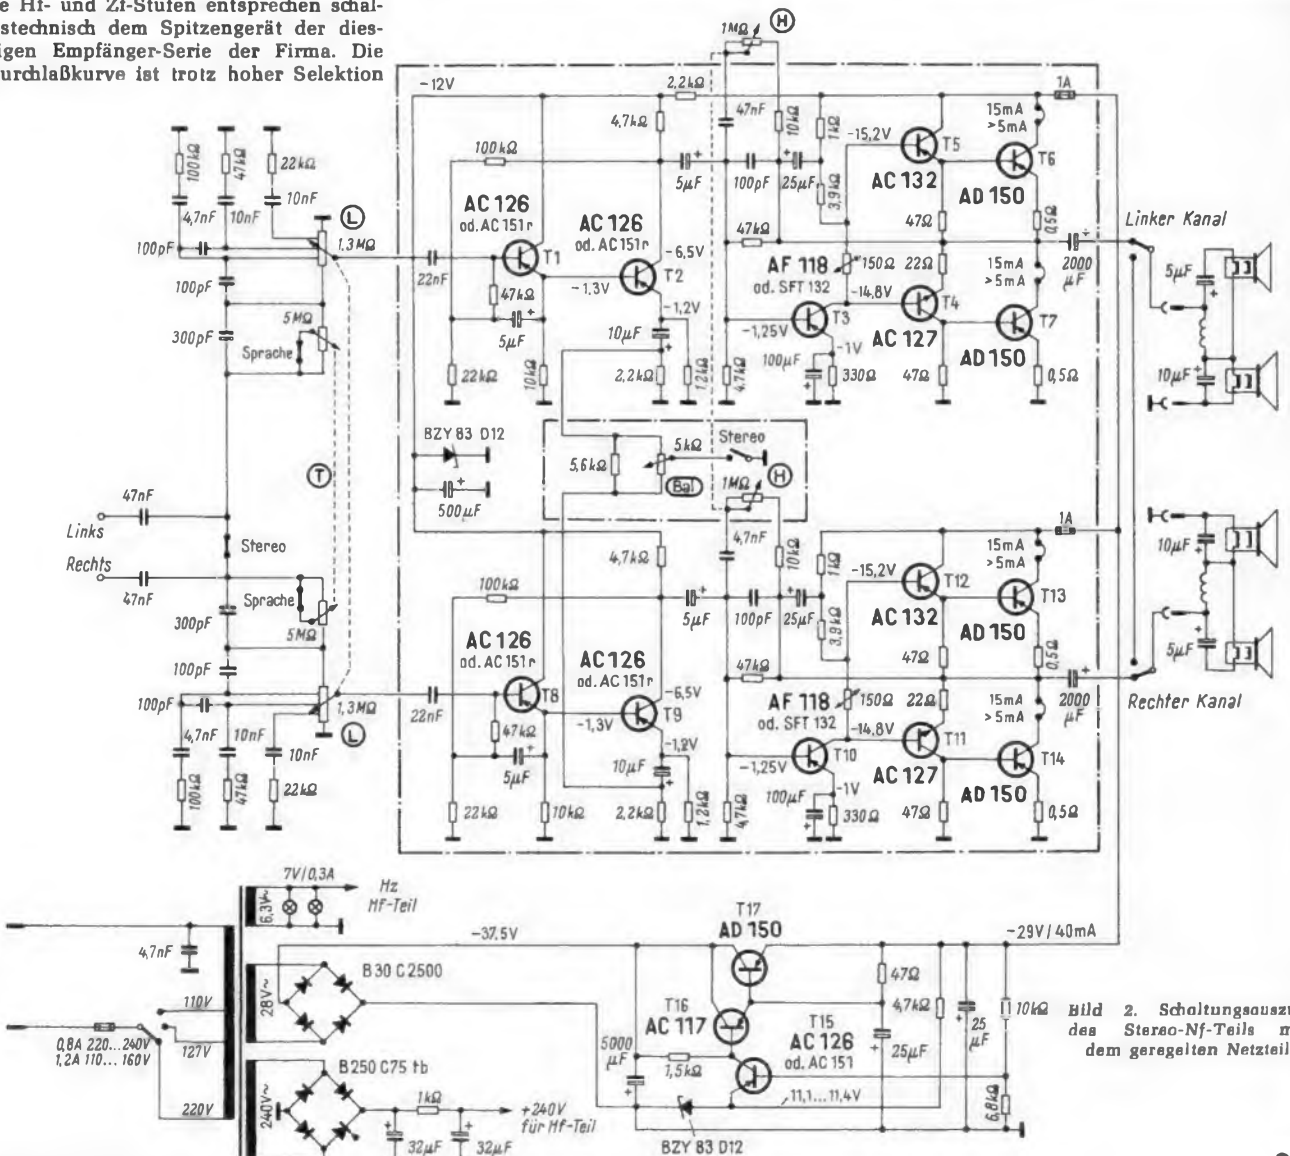 e Hf- und Zf-Stufen entsprechen schal-
stechnisch dem Spitzengerät der dies-
igen Empfänger-Serie der Firma. Die
urchlaßkurve ist trotz hoher Selektion
1MΩ
H
-12V
2,2kΩ
1A
15mA
>5mA
4,7kΩ
47nF
10kΩ
1kΩ
-15,2V
T5
T6
100kΩ
47kΩ
22kΩ
100kΩ
5μF
100pF
25μF
AC 132
AD 150
4,7nF
10nF
10nF
3,9kΩ
AC 126
od. AC 151r
AC 126
od. AC 151r
47Ω
0,5Ω
Linker Kanal
L
1,3MΩ
100pF
22nF
T1
T2
-6,5V
47kΩ
AF 118
od. SFT 132
150Ω
22Ω
15mA
>5mA
2000
μF
5μF
100pF
47kΩ
-1,3V
-1,2V
-14,8V
T4
T7
5MΩ
300pF
Sprache
5μF
10μF
-1,25V
T3
AC 127
AD 150
-1V
100μF
330Ω
47Ω
0,5Ω
10μF
22kΩ
10kΩ
2,2kΩ
1,2kΩ
4,7kΩ
BZY 83 D12
5kΩ
Stereo
5,6kΩ
T
Bal
1MΩ
H
500μF
47nF
Links
Stereo
Rechts
47nF
Sprache
300pF
5MΩ
4,7kΩ
4,7nF
10kΩ
1kΩ
1A
15mA
>5mA
10μF
-15,2V
T12
T13
100kΩ
5μF
100pF
25μF
AC 132
AD 150
3,9kΩ
5μF
100pF
AC 126
od. AC 151r
AC 126
od. AC 151r
47Ω
0,5Ω
100pF
1,3MΩ
L
22nF
T8
T9
-6,5V
47kΩ
AF 118
od. SFT 132
150Ω
22Ω
15mA
>5mA
2000
μF
Rechter Kanal
4,7nF
10nF
10nF
47kΩ
-1,3V
-1,2V
-14,8V
T11
T14
5μF
10μF
-1,25V
T10
AC 127
AD 150
100kΩ
47kΩ
22kΩ
-1V
100μF
330Ω
47Ω
0,5Ω
22kΩ
10kΩ
2,2kΩ
1,2kΩ
4,7kΩ
7V/0,3A
Hz
Hf-Teil
6,3V~
T17
AD 150
-37,5V
-29V/40mA
4,7nF
B30 C2500
28V~
47Ω
4,7kΩ
10kΩ
110V
T16
AC 117
T15
AC 126
od. AC 151
5000
μF
25μF
25
μF
Bild 2. Schaltungsausz
des Stereo-Nf-Teils m
dem geregelten Netzteil
0,8A 220...240V
1,2A 110...160V
127V
B250 C75 tb
1,5kΩ
220V
240V~
1kΩ
+240V
für Hf-Teil
11,1...11,4V
6,8kΩ
32μF
32μF
BZY 83 D12